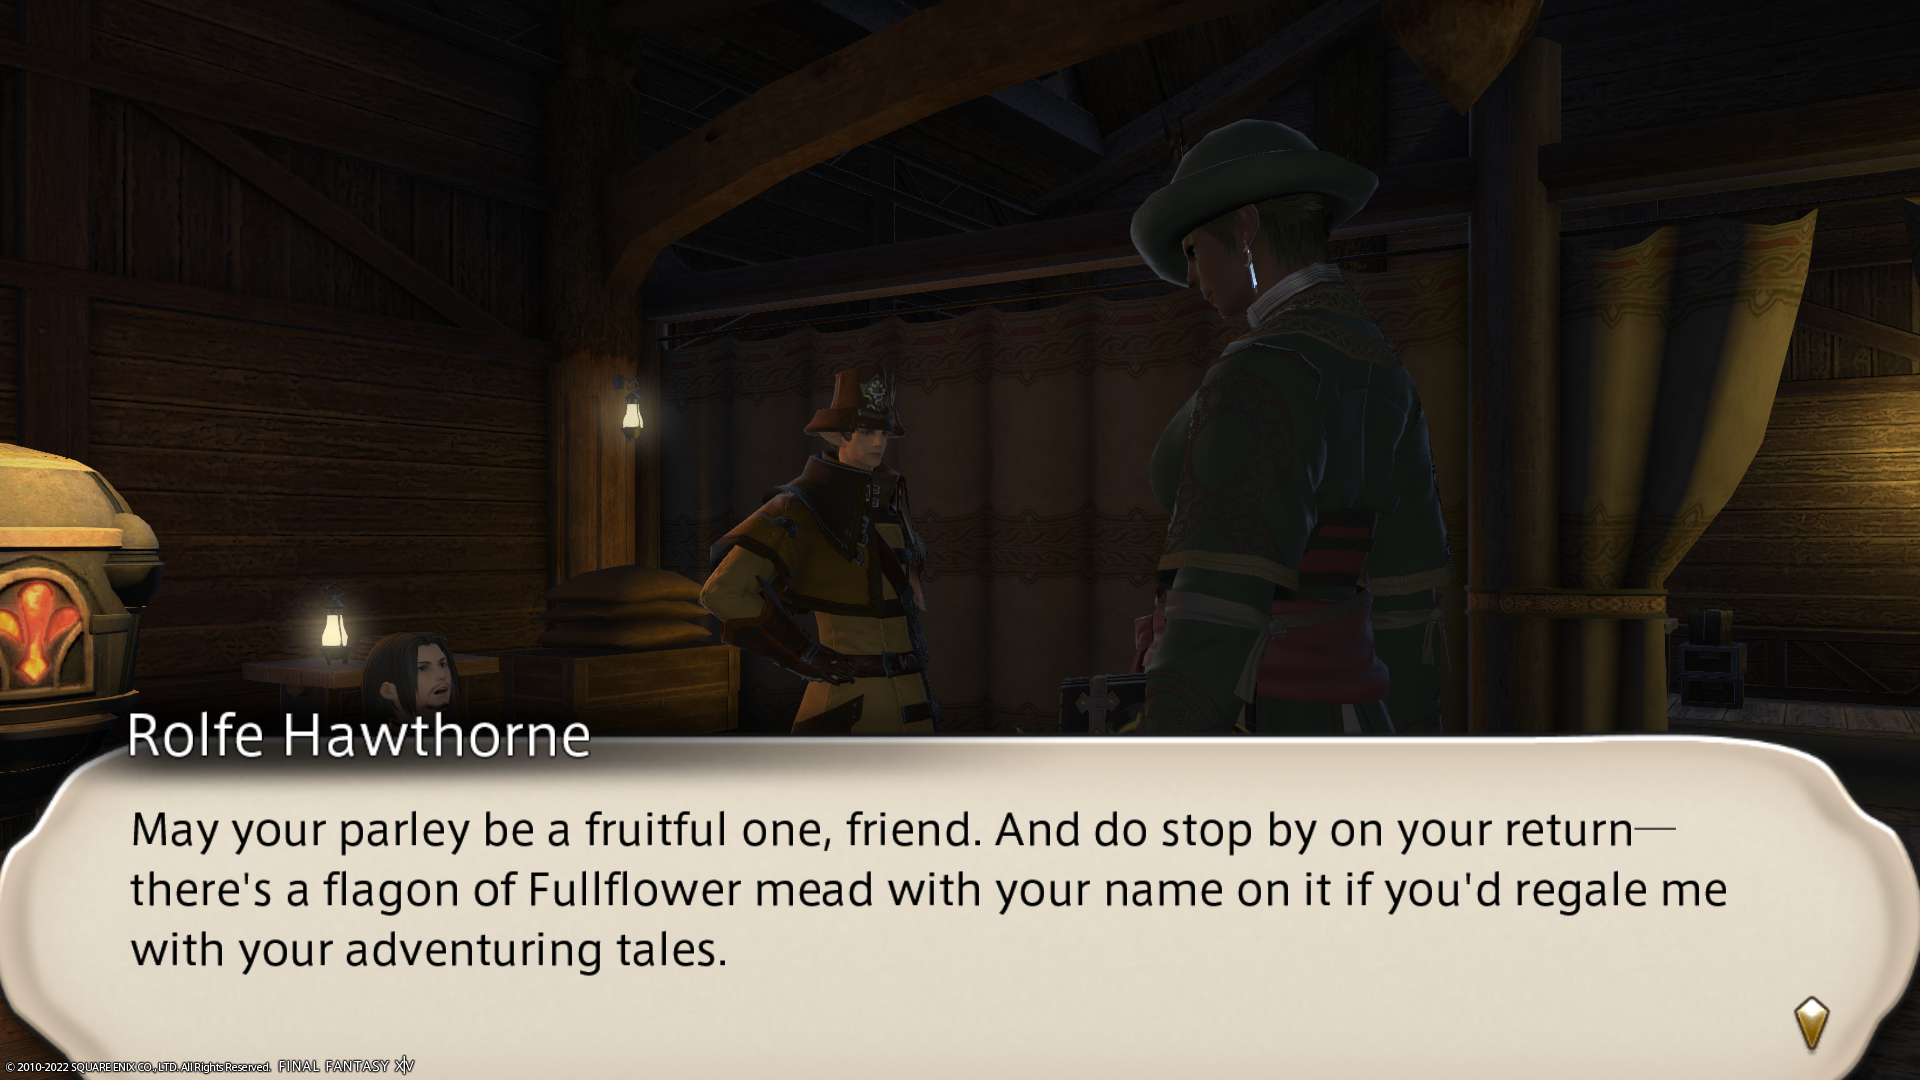 Rolfe Hawthorne
May your parley be a fruitful one, friend. And do stop by on your return—
there's a flagon of Fullflower mead with your name on it if you'd regale me
with your adventuring tales.
© 2010-2022 SQUARE ENIX CO., LTD. All Rights Reserved. FINAL FANTASY XIV